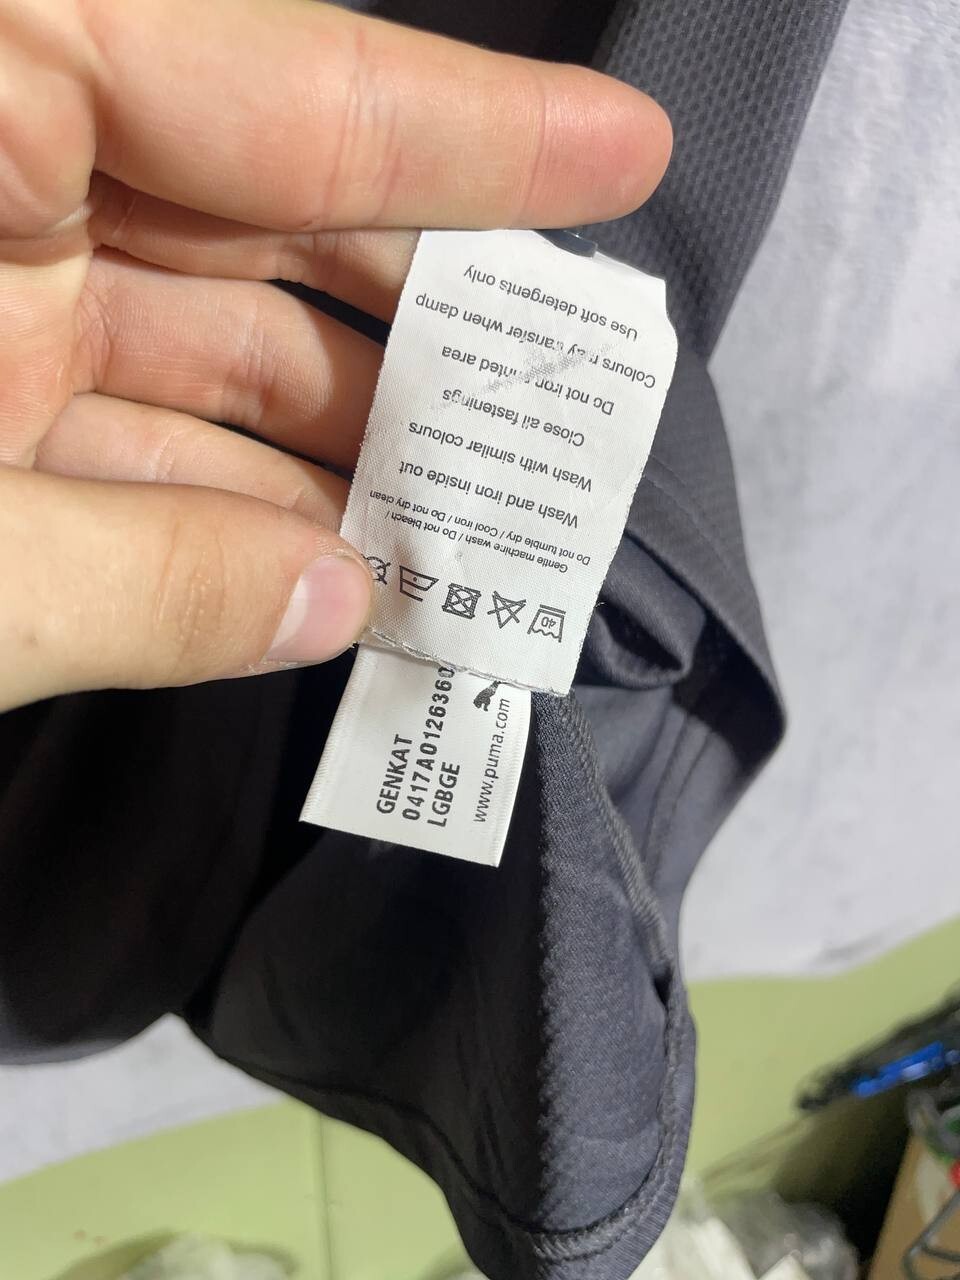 40
Gentle machine wash / Do not bleach /
Do not tumble dry / Cool iron / Do not dry clean
Wash and iron inside out
Wash with similar colours
Close all fastenings
Do not iron printed area
Colours may transfer when damp
Use soft detergents only
GENKAT
0417A0126360
LGBGE
www.puma.com